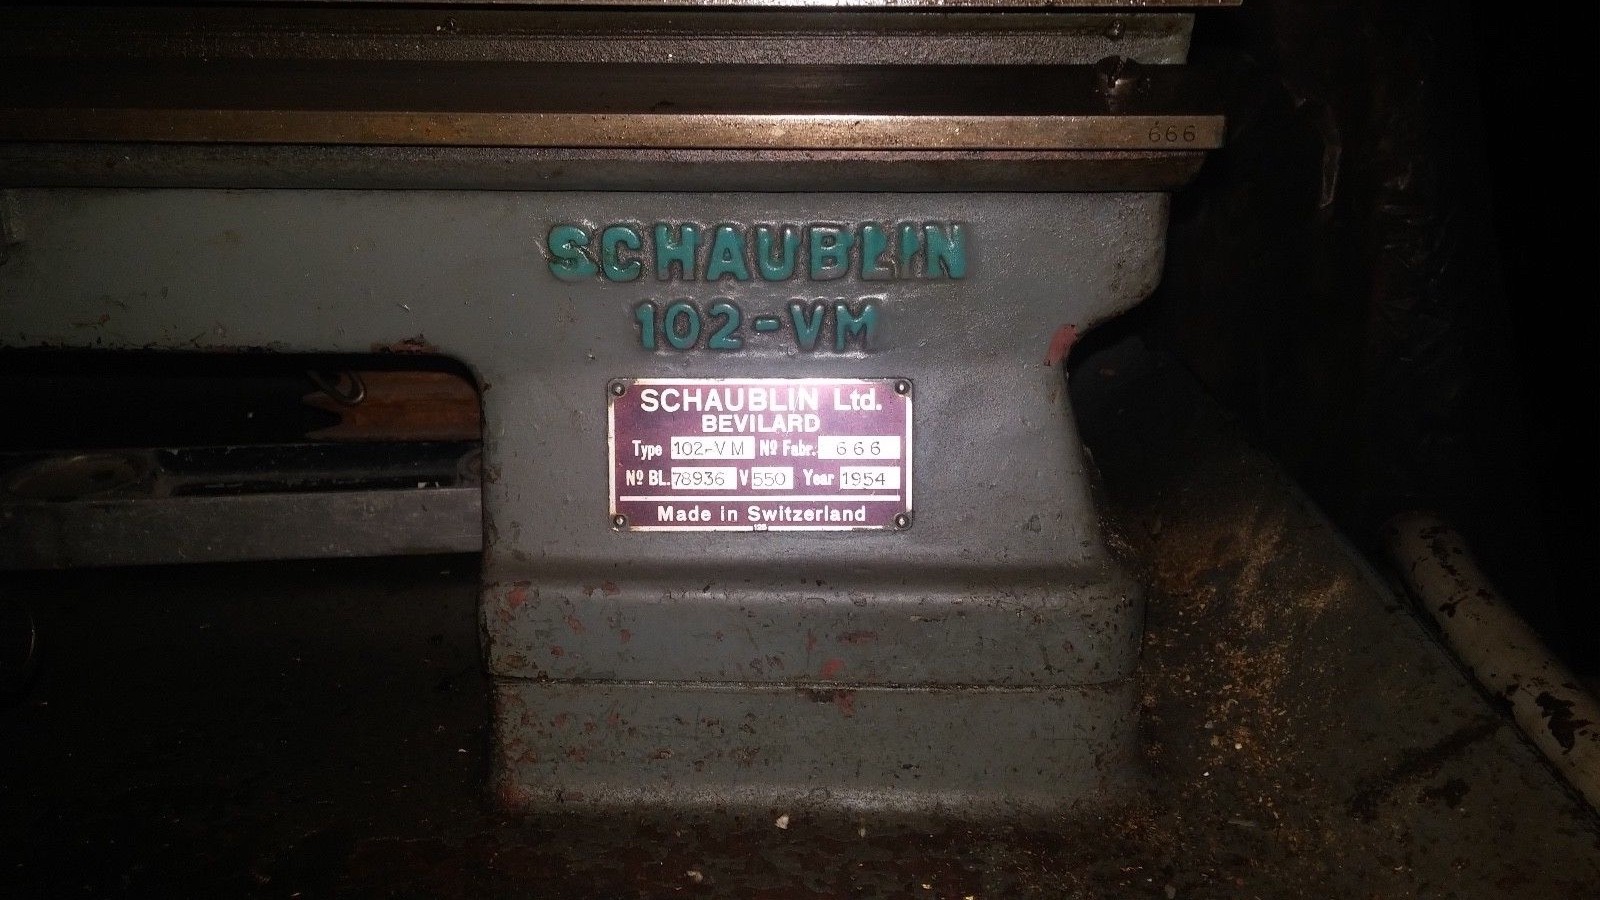 666
SCHAUBLIN
102-VM
SCHAUBLIN Ltd.
BEVILARD
Type 102-VM Nº Fabr. 666
Nº BL. 78936 V 550 Year 1954
Made in Switzerland